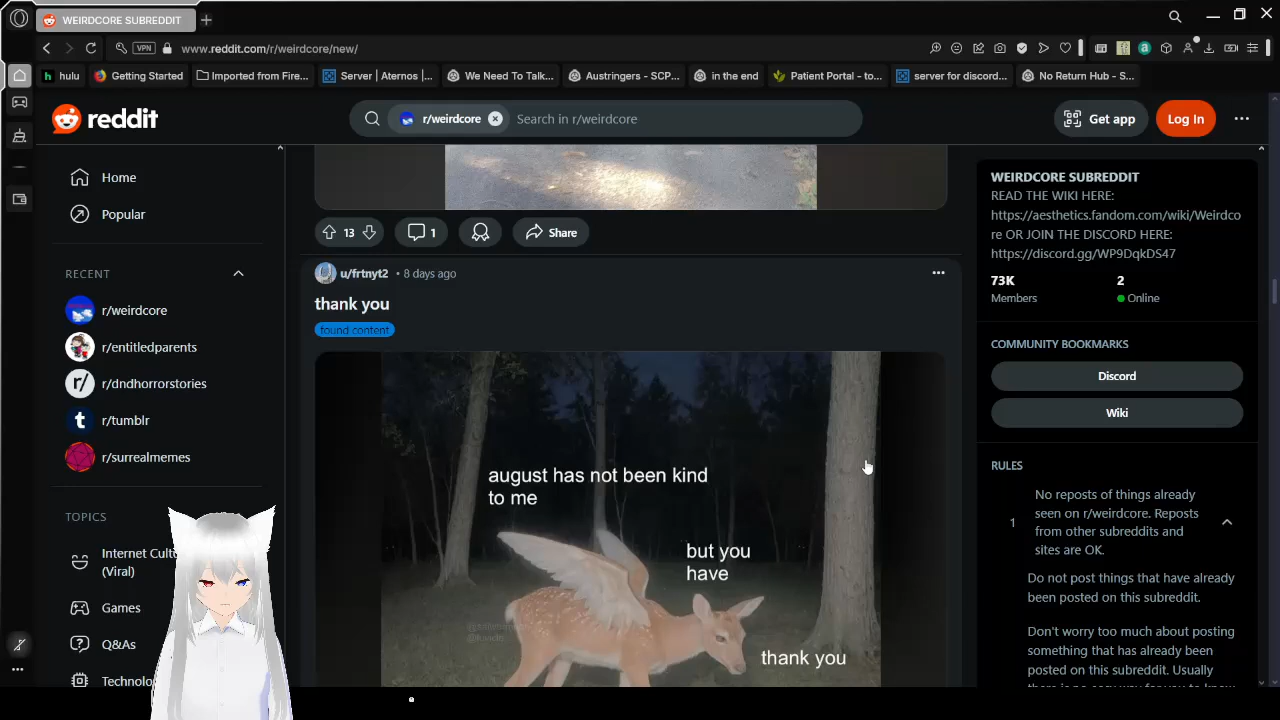 WEIRDCORE SUBREDDIT
VPN
www.reddit.com/r/weirdcore/new/
hulu
Getting Started
Imported from Fire...
Server | Aternos |...
We Need To Talk...
Austringers - SCP...
in the end
Patient Portal - to...
server for discord...
No Return Hub - S...
reddit
r/weirdcore
Search in r/weirdcore
Get app
Log In
Home
Popular
RECENT
r/weirdcore
r/entitledparents
r/dndhorrorstories
r/tumblr
r/surrealmemes
TOPICS
Internet Cult
(Viral)
Games
Q&As
Technolo
13
1
Share
u/frtnyt2
• 8 days ago
thank you
found content
august has not been kind
to me
but you
have
thank you
WEIRDCORE SUBREDDIT
READ THE WIKI HERE:
https://aesthetics.fandom.com/wiki/Weirdco
re OR JOIN THE DISCORD HERE:
https://discord.gg/WP9DqkDS47
73K
Members
2
Online
COMMUNITY BOOKMARKS
Discord
Wiki
RULES
1
No reposts of things already
seen on r/weirdcore. Reposts
from other subreddits and
sites are OK.
Do not post things that have already
been posted on this subreddit.
Don't worry too much about posting
something that has already been
posted on this subreddit. Usually